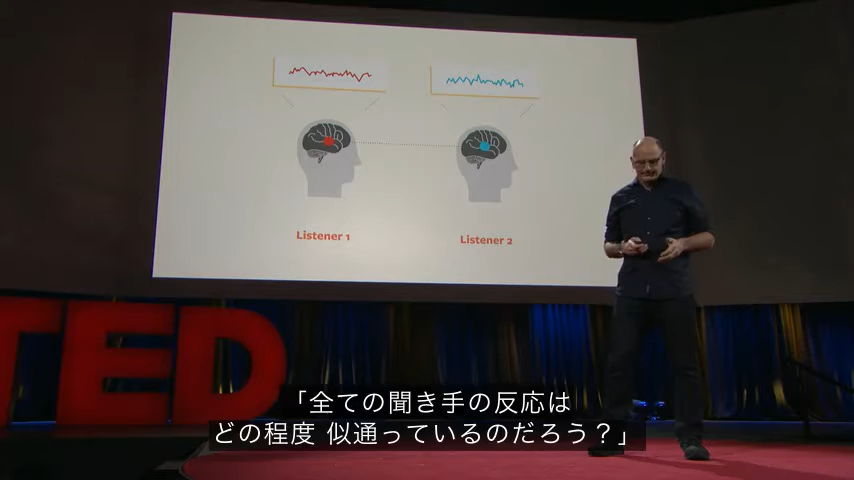 Listener 1
Listener 2
TED
「全ての聞き手の反応は
どの程度 似通っているのだろう？」